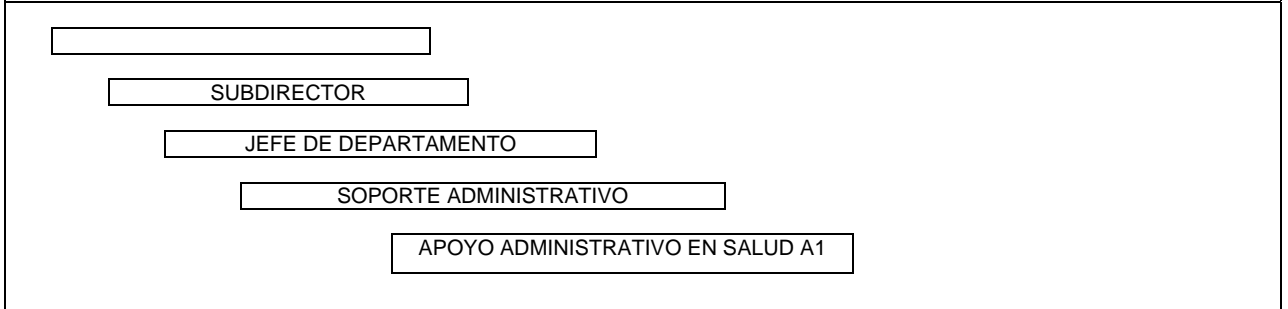 SUBDIRECTOR
JEFE DE DEPARTAMENTO
SOPORTE ADMINISTRATIVO
APOYO ADMINISTRATIVO EN SALUD A1